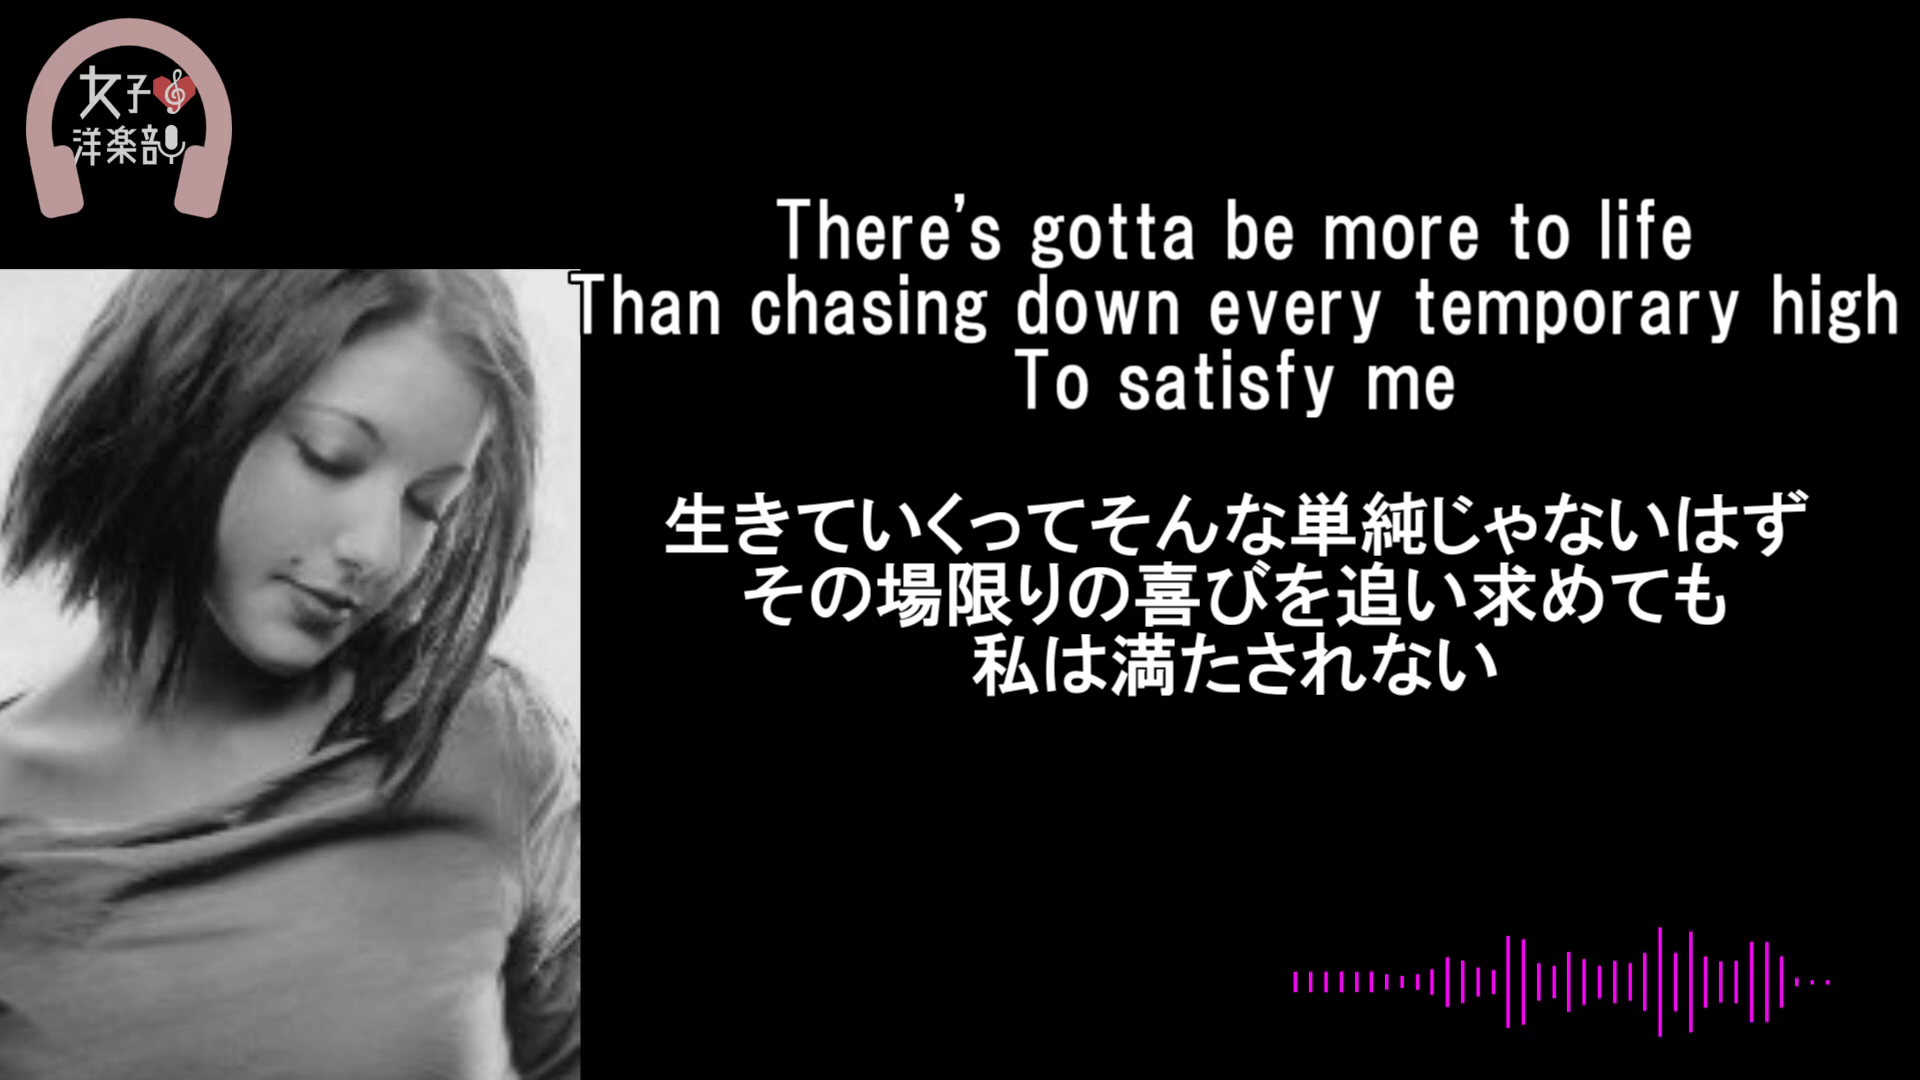 女子
洋楽部
There's gotta be more to life
Than chasing down every temporary high
To satisfy me
生きていくってそんな単純じゃないはず
その場限りの喜びを追い求めても
私は満たされない